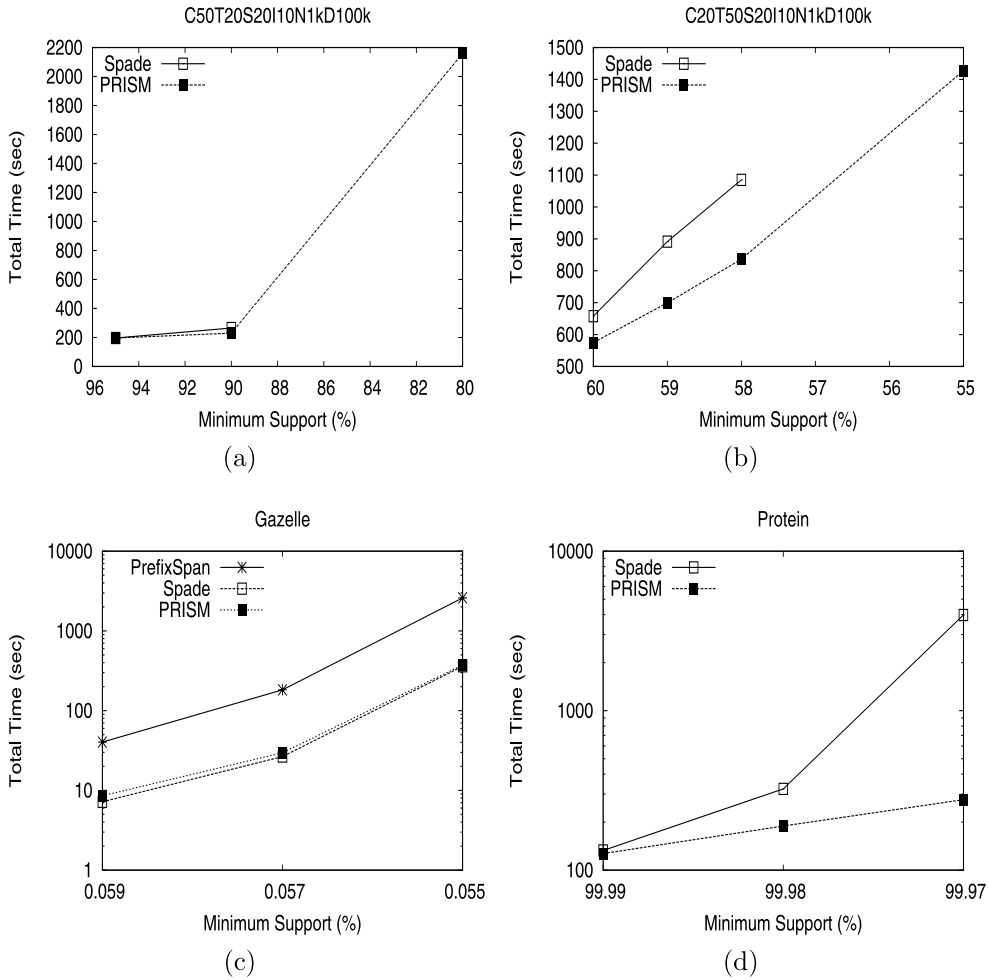 C50T20S20I10N1kD100k
Total Time (sec)
2200
2000
1800
1600
1400
1200
1000
800
600
400
200
0
Spade
PRISM
96 94 92 90 88 86 84 82 80
Minimum Support (%)
(a)
C20T50S20I10N1kD100k
Total Time (sec)
1500
1400
1300
1200
1100
1000
900
800
700
600
500
Spade
PRISM
60 59 58 57 56 55
Minimum Support (%)
(b)
Gazelle
Total Time (sec)
10000
1000
100
10
1
PrefixSpan
Spade
PRISM
0.059 0.057 0.055
Minimum Support (%)
(c)
Protein
Total Time (sec)
10000
1000
100
Spade
PRISM
99.99 99.98 99.97
Minimum Support (%)
(d)